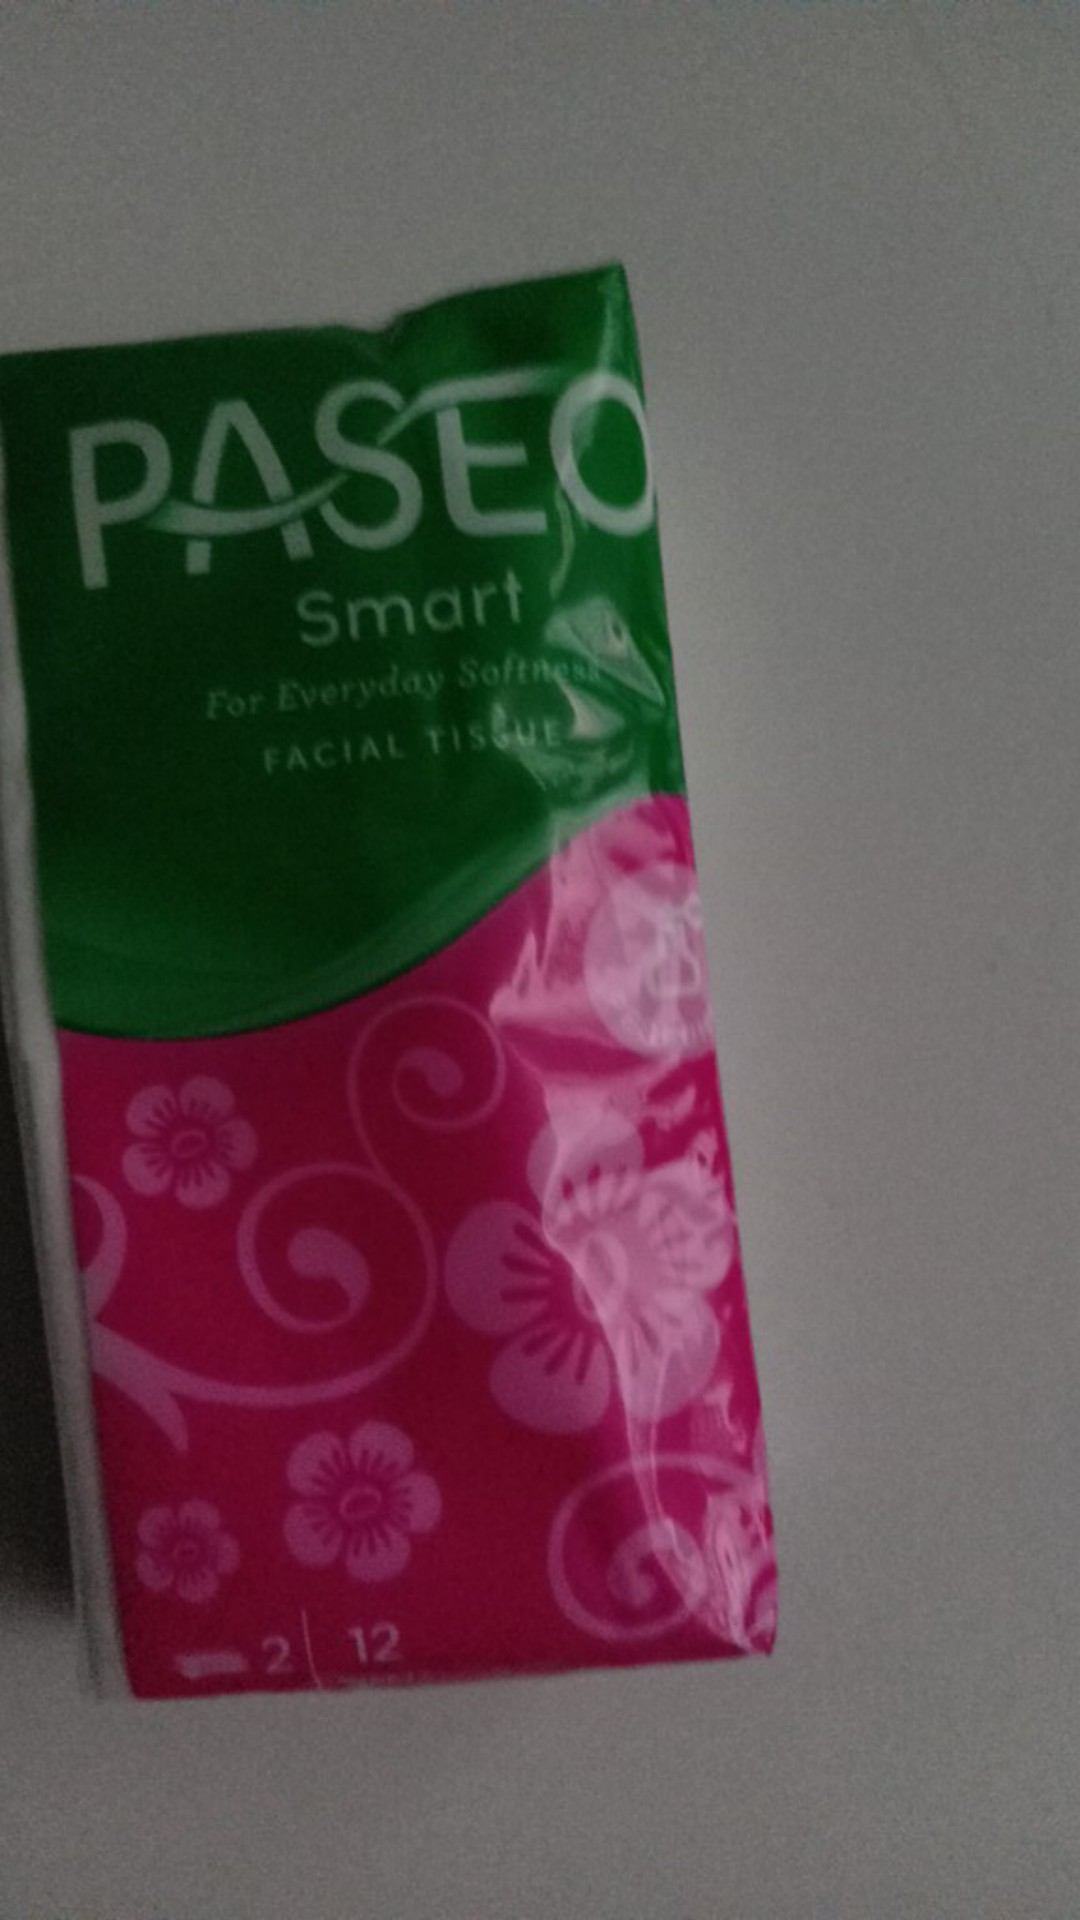 PASEO
Smart
For Everyday Softness
FACIAL TISSUE
2 12